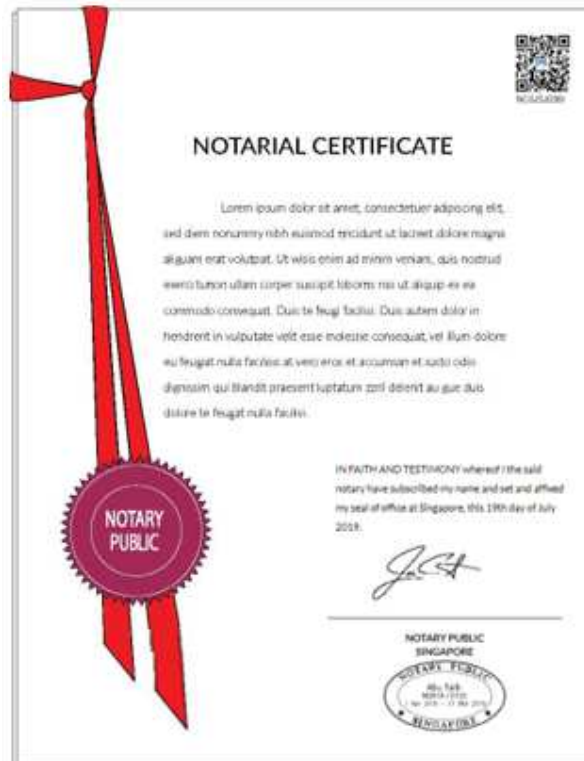 NOTARIAL CERTIFICATE
Lorem ipsum dolor sit amet, consectetuer adipiscing elit,
sed diem nonummy nibh euismod tincidunt ut lacreet dolore magna
aliguam erat volutpat. Ut wisis enim ad minim veniam, quis nostrud
exerci tution ullam corper suscipit lobortis nisi ut aliquip ex ea
commodo consequat. Duis te feugi facilisi. Duis autem dolor in
hendrerit in vulputate velit esse molestie consequat, vel illum dolore
eu feugiat nulla facilisis at vero eros et accumsan et iusto odio
dignissim qui blandit praesent luptatum zzril delenit au gue duis
dolore te feugat nulla facilisi.
IN FAITH AND TESTIMONY whereof I the said
notary have subscribed my name and set and affixed
my seal of office at Singapore, this 19th day of July
2019.
NOTARY
PUBLIC
NOTARY PUBLIC
SINGAPORE
NOTARY PUBLIC
Abu Talib
SINGAPORE